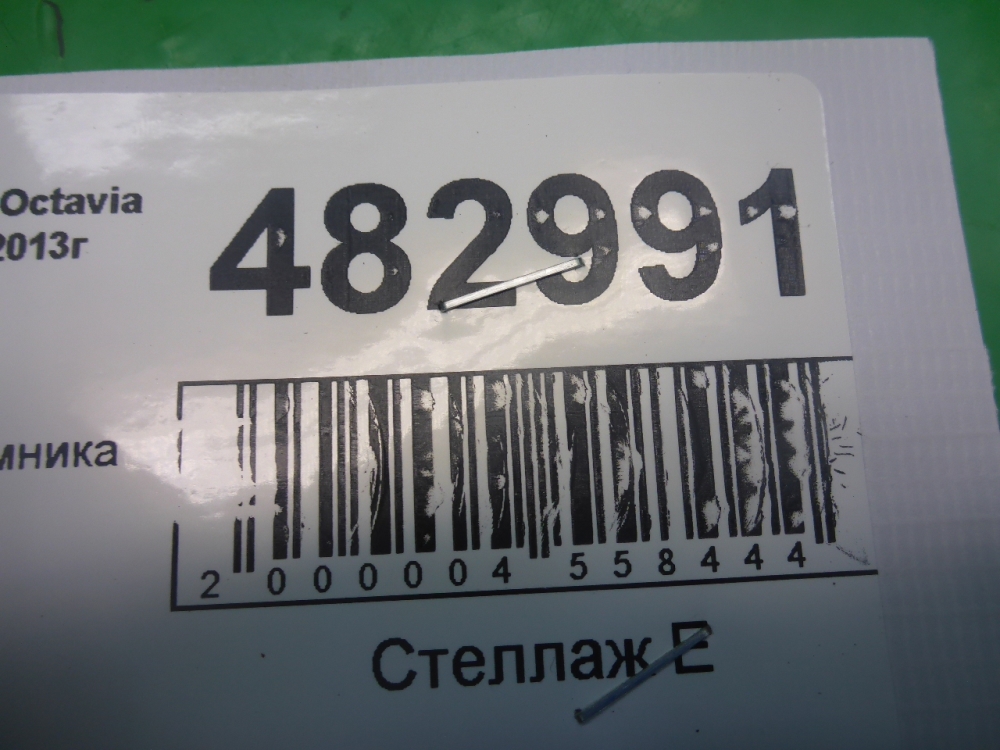 Octavia
2013г
482991
мника
2 000004 558444
Стеллаж Е